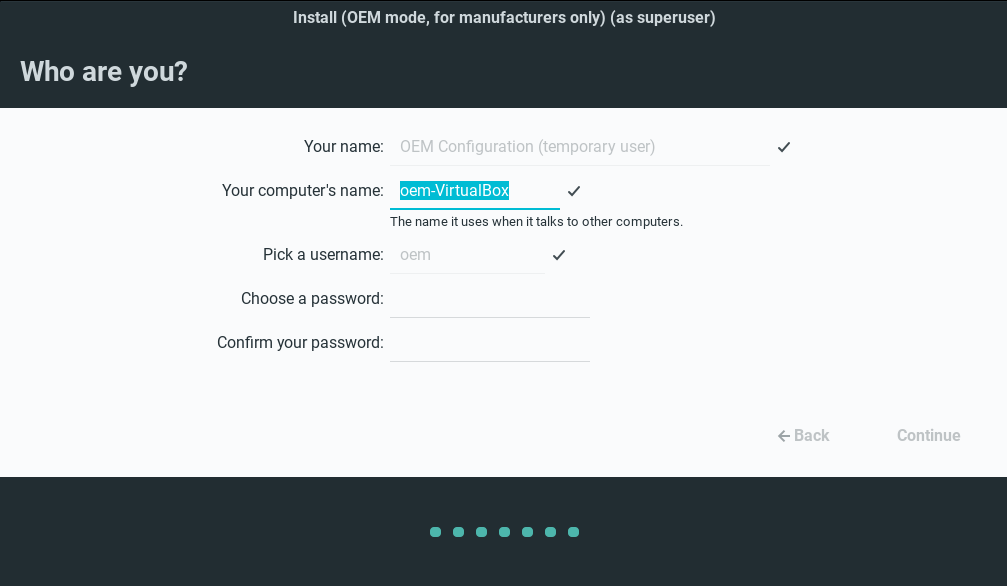 Install (OEM mode, for manufacturers only) (as superuser)
Who are you?
Your name: OEM Configuration (temporary user)
Your computer's name: oem-VirtualBox
The name it uses when it talks to other computers.
Pick a username: oem
Choose a password:
Confirm your password:
Back Continue